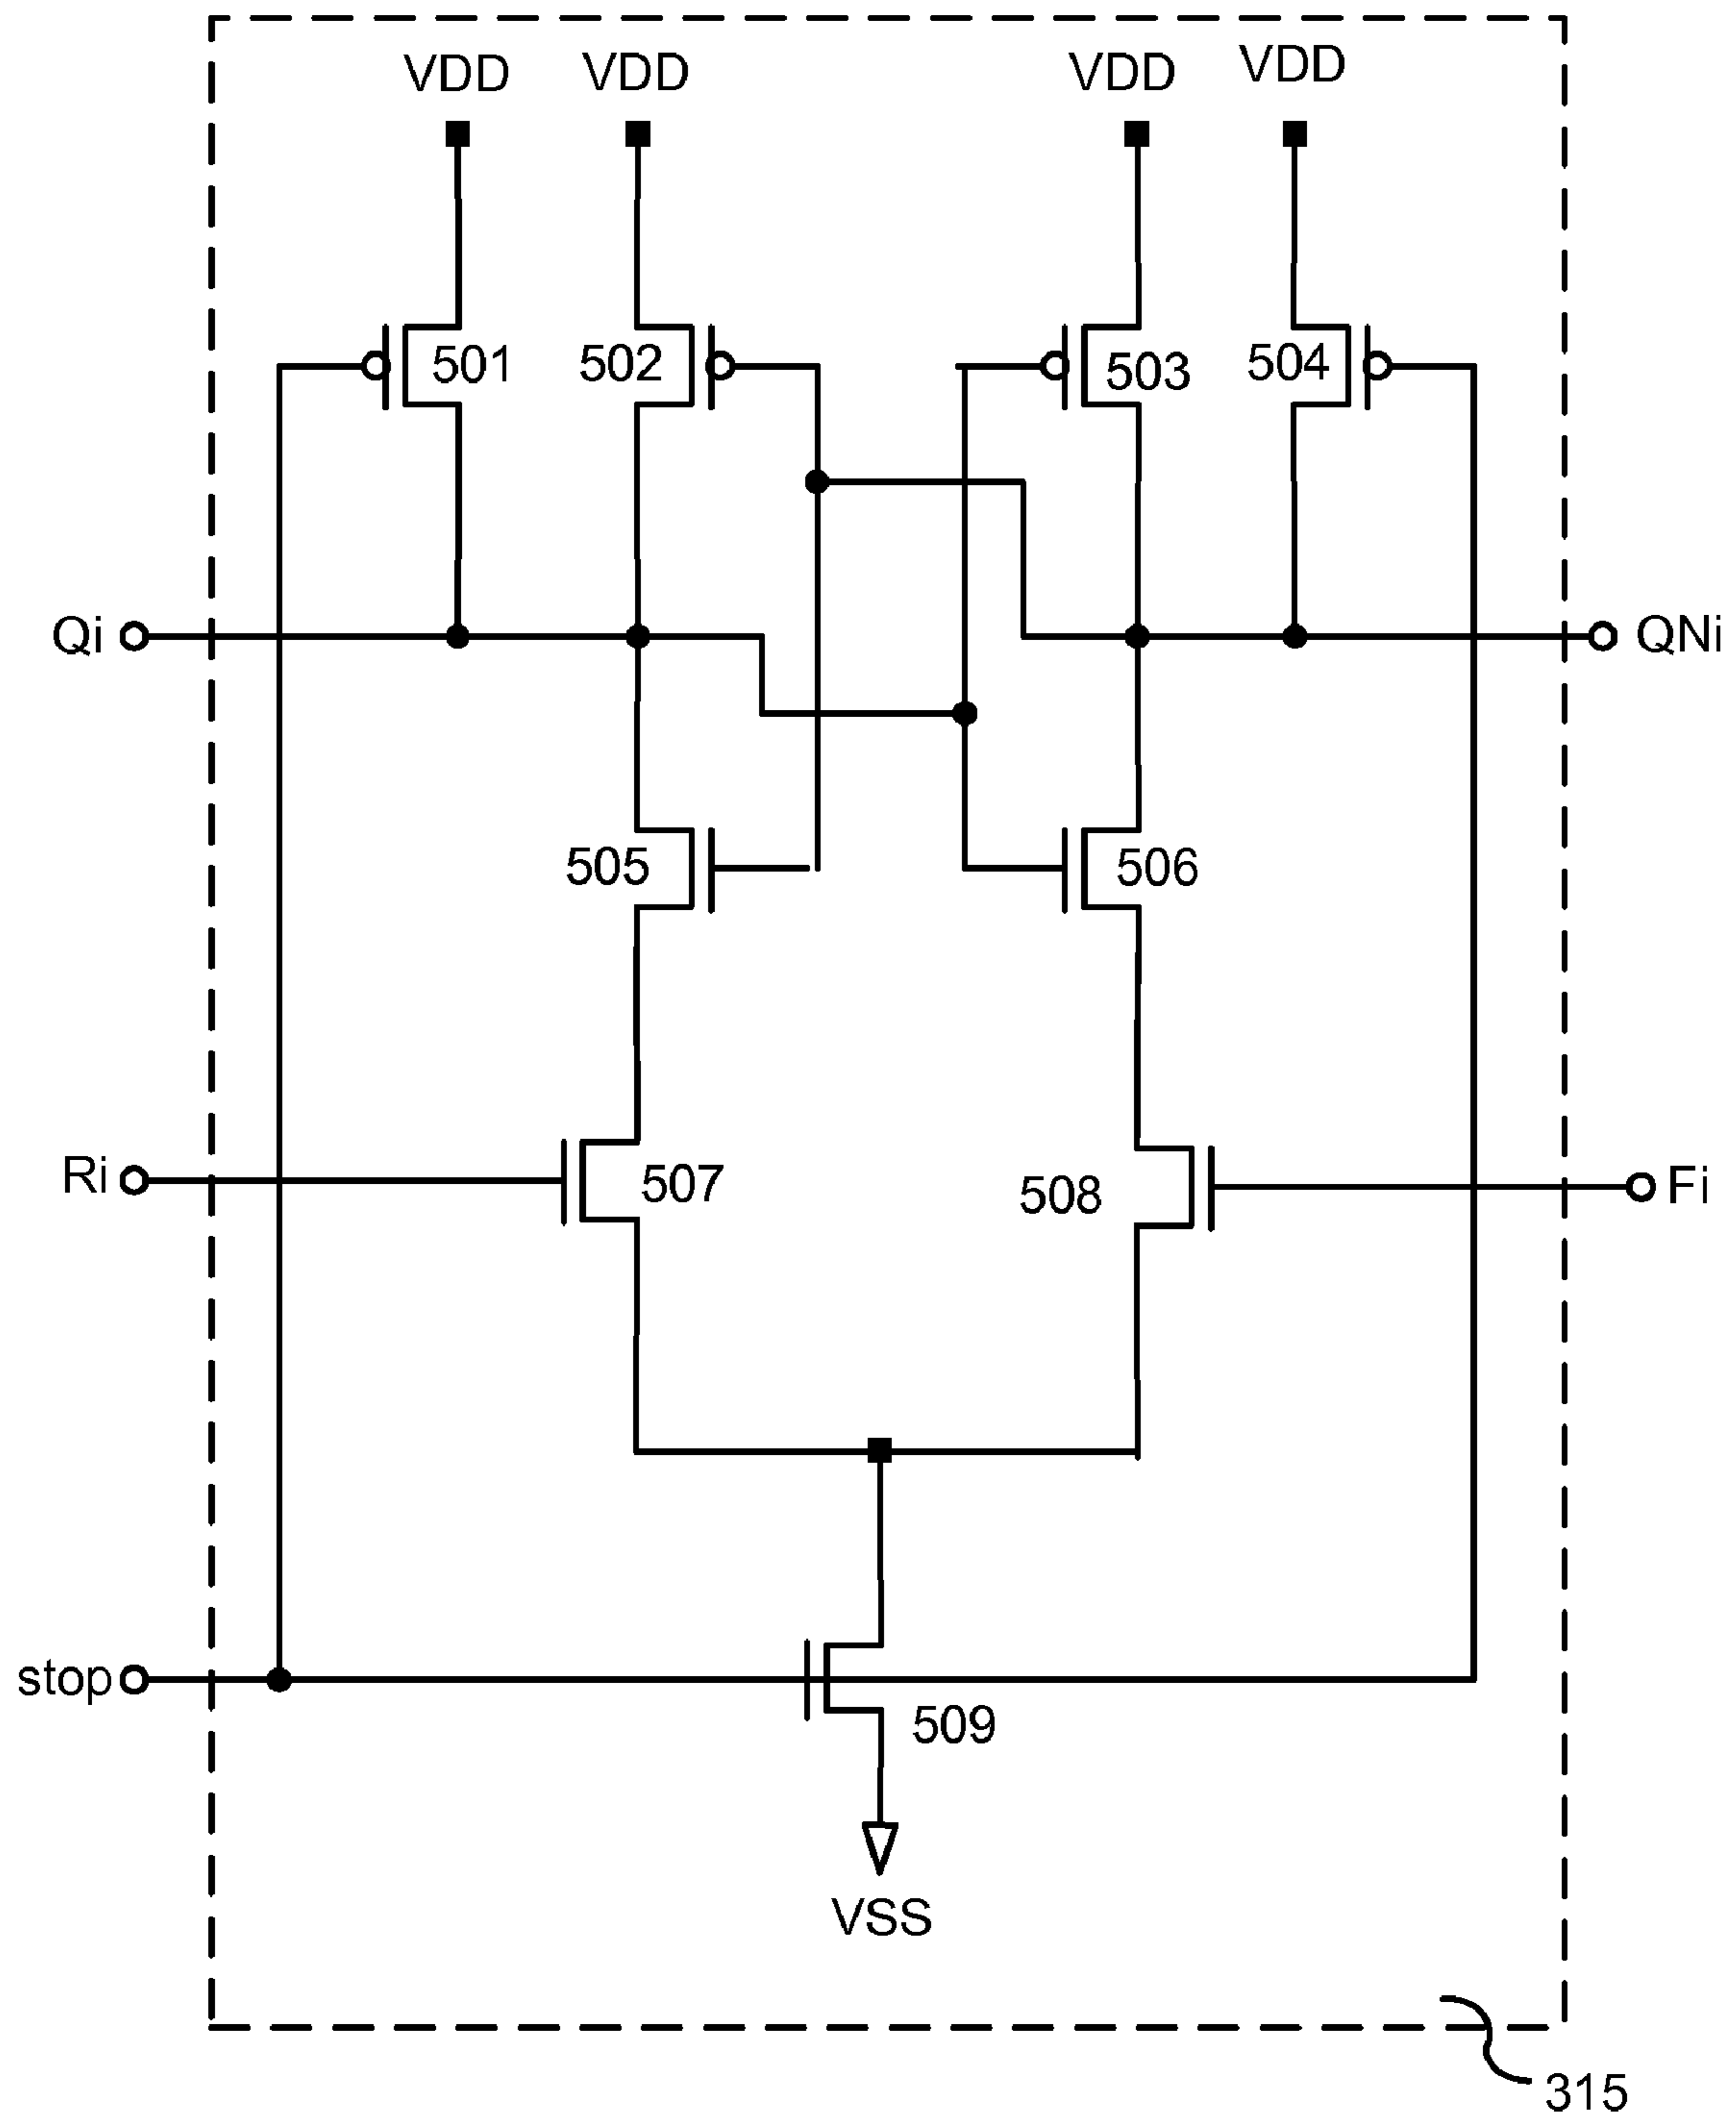 VDD VDD VDD VDD
501 502 503 504
Qi QNi
505 506
Ri 507 508 Fi
stop 509
VSS
315